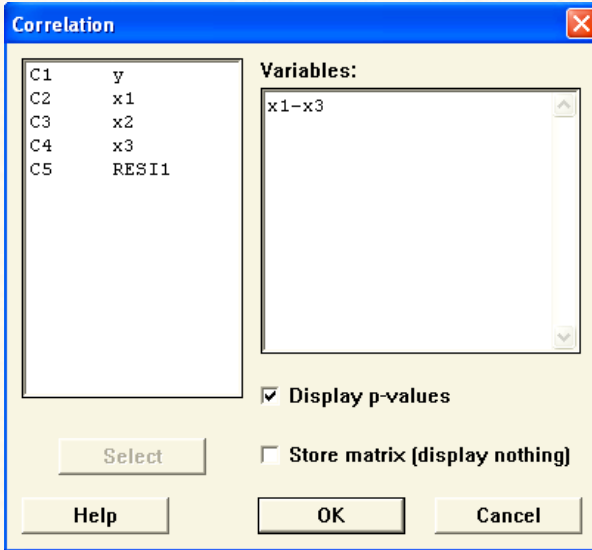 Correlation
C1 y
C2 x1
C3 x2
C4 x3
C5 RESI1
Variables:
x1-x3
Display p-values
Store matrix (display nothing)
Select
Help
OK
Cancel